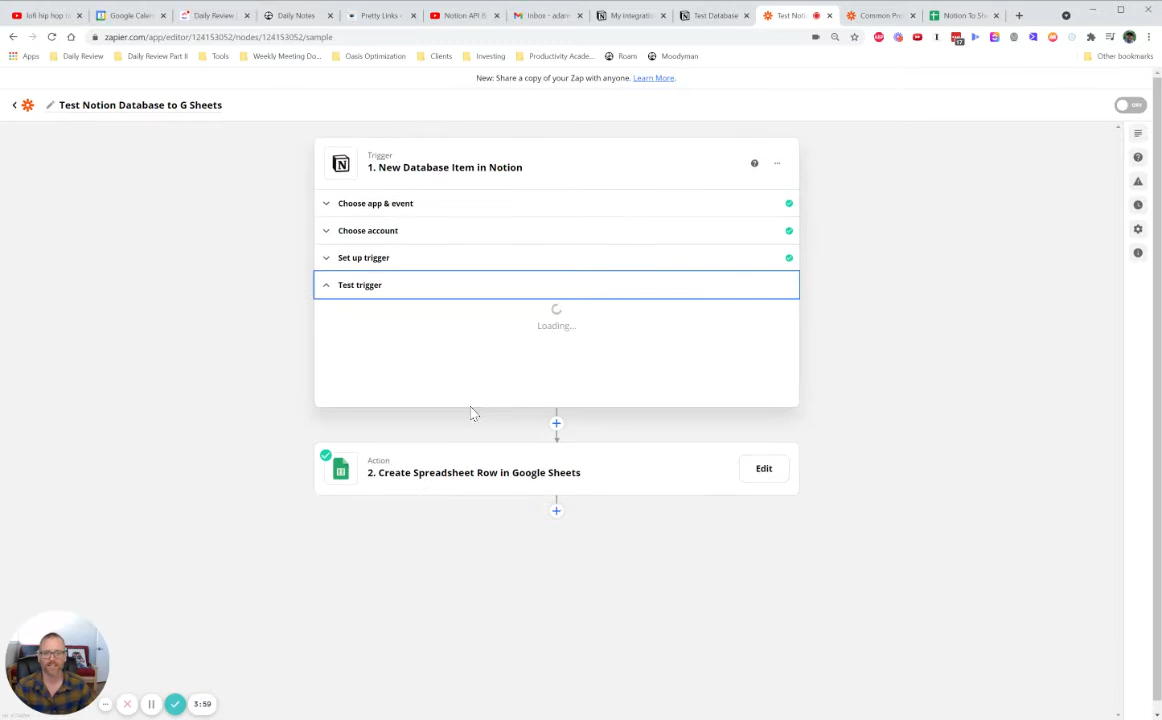 lofi hip hop
Google Calen
Daily Review
Daily Notes
Pretty Links
Notion API B
Inbox - adam
My integratio
Test Database
Test Noti
Common Pro
Notion To Sh
zapier.com/app/editor/124153052/nodes/124153052/sample
17
Apps
Daily Review
Daily Review Part II
Tools
Weekly Meeting Do...
Oasis Optimization
Clients
Investing
Productivity Acade...
Roam
Moodyman
Other bookmarks
New: Share a copy of your Zap with anyone. Learn More.
Test Notion Database to G Sheets
OFF
Trigger
1. New Database Item in Notion
Choose app & event
Choose account
Set up trigger
Test trigger
Loading...
Action
2. Create Spreadsheet Row in Google Sheets
Edit
3:59